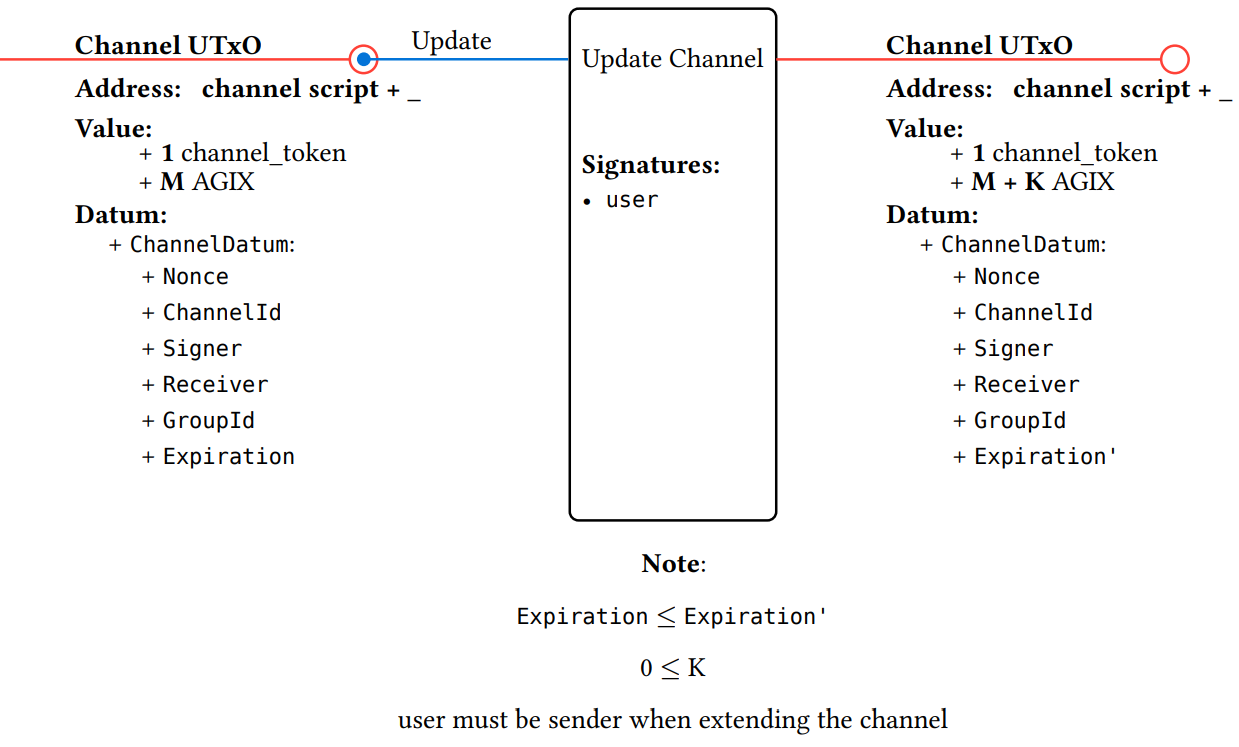 Channel UTxO
Address: channel script + _
Value:
+ 1 channel_token
+ M AGIX
Datum:
+ ChannelDatum:
+ Nonce
+ ChannelId
+ Signer
+ Receiver
+ GroupId
+ Expiration
Update
Update Channel
Signatures:
• user
Channel UTxO
Address: channel script + _
Value:
+ 1 channel_token
+ M + K AGIX
Datum:
+ ChannelDatum:
+ Nonce
+ ChannelId
+ Signer
+ Receiver
+ GroupId
+ Expiration'
Note:
Expiration ≤ Expiration'
0 ≤ K
user must be sender when extending the channel